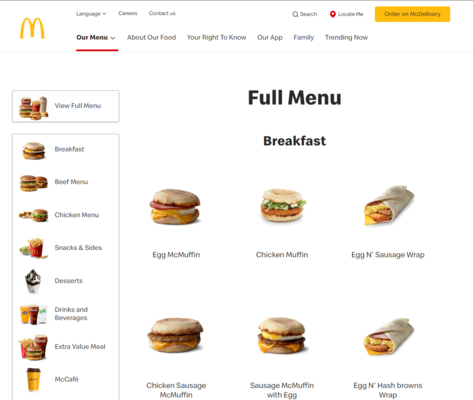 Language Careers Contact us
Search Locate Me Order on McDelivery
Our Menu About Our Food Your Right To Know Our App Family Trending Now
Full Menu
View Full Menu
Breakfast
Beef Menu
Chicken Menu
Snacks & Sides
Desserts
Drinks and
Beverages
Extra Value Meal
McCafé
Breakfast
Egg McMuffin
Chicken Muffin
Egg N' Sausage Wrap
Chicken Sausage
McMuffin
Sausage McMuffin
with Egg
Egg N' Hash browns
Wrap